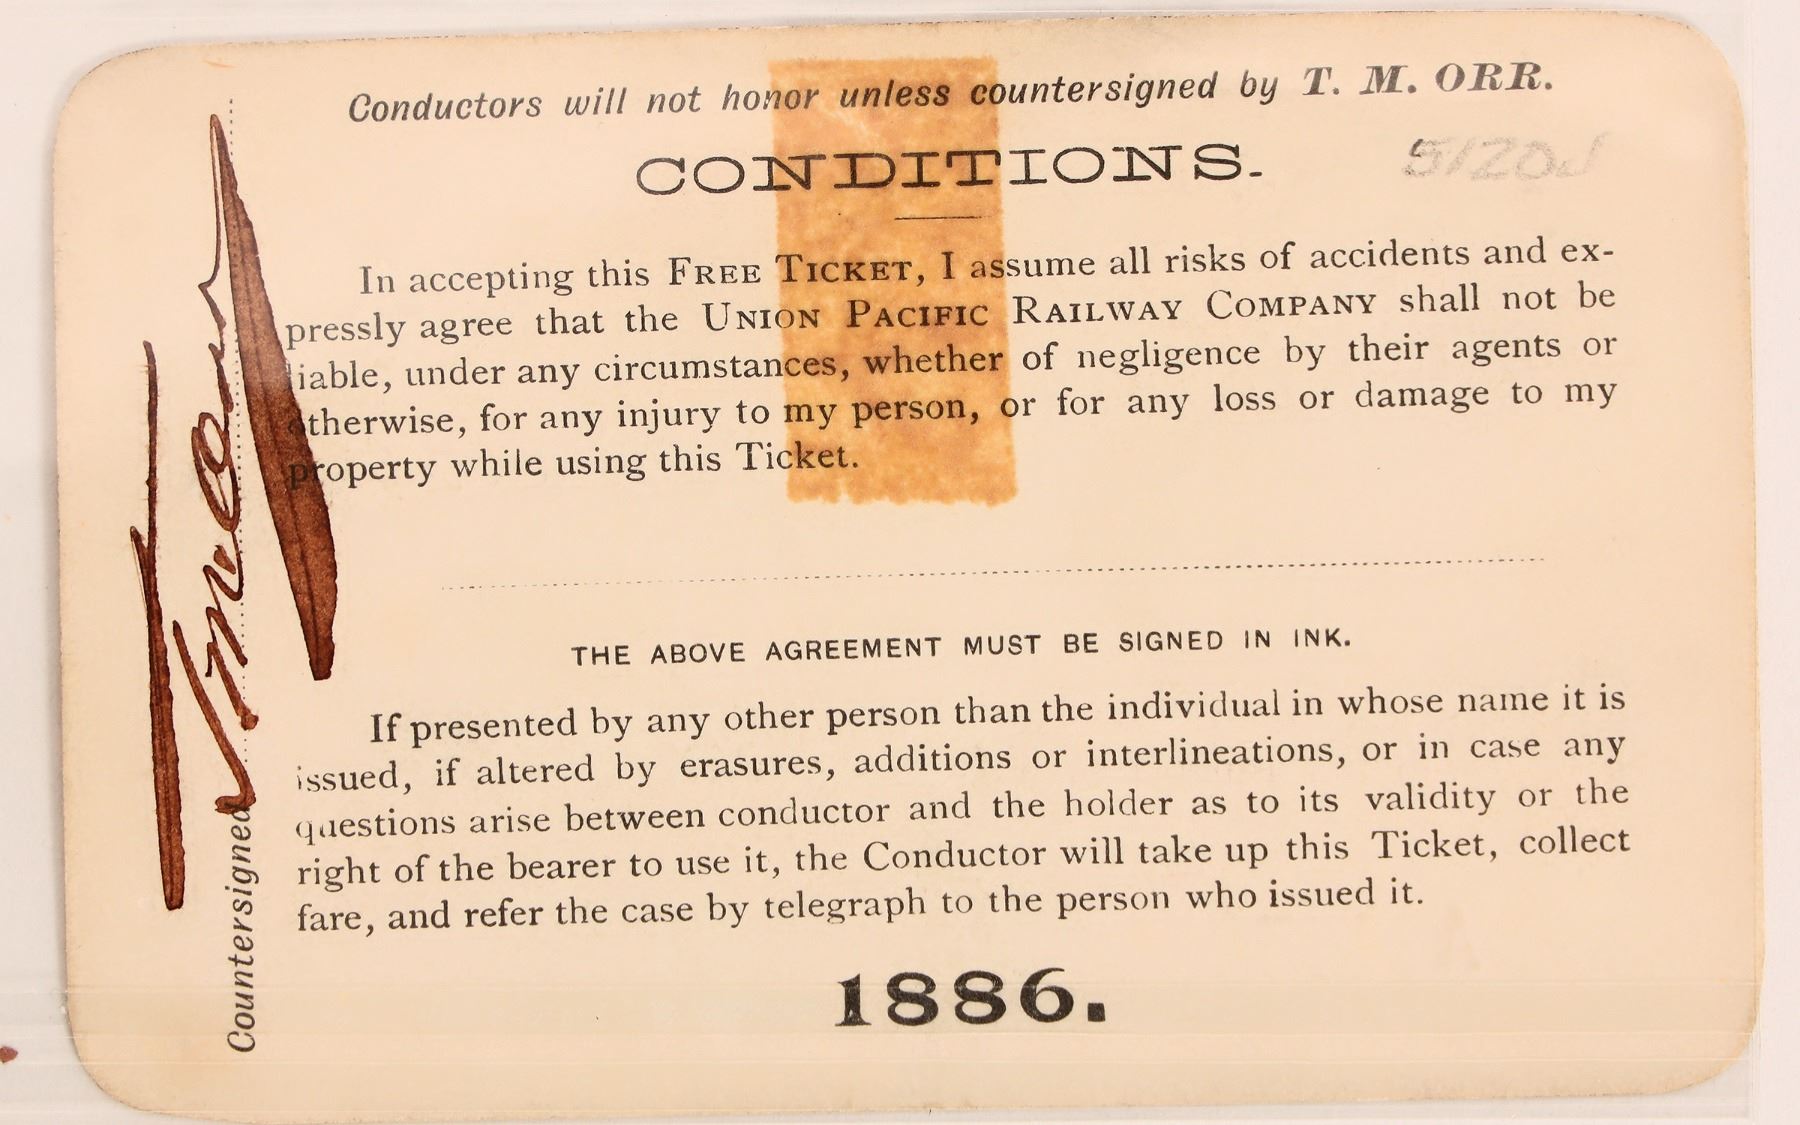 Conductors will not honor unless countersigned by T. M. ORR.
CONDITIONS.
In accepting this FREE TICKET, I assume all risks of accidents and ex-
pressly agree that the UNION PACIFIC RAILWAY COMPANY shall not be
liable, under any circumstances, whether of negligence by their agents or
otherwise, for any injury to my person, or for any loss or damage to my
property while using this Ticket.
THE ABOVE AGREEMENT MUST BE SIGNED IN INK.
If presented by any other person than the individual in whose name it is
issued, if altered by erasures, additions or interlineations, or in case any
questions arise between conductor and the holder as to its validity or the
right of the bearer to use it, the Conductor will take up this Ticket, collect
fare, and refer the case by telegraph to the person who issued it.
1886.
Countersigned